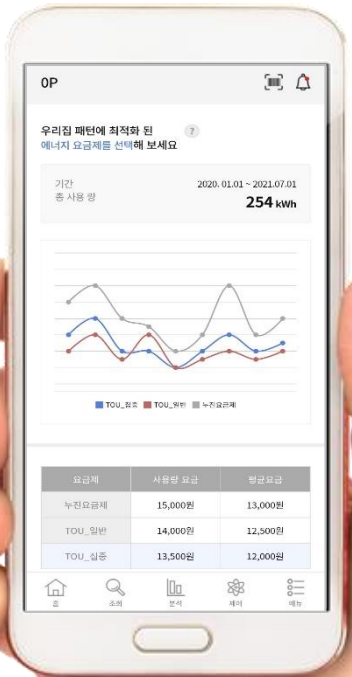 0P
우리집 패턴에 최적화 된 ?
에너지 요금제를 선택해 보세요
기간 2020. 01.01 ~ 2021.07.01
총 사용 량 254 kWh
TOU_집중 TOU_일반 누진요금제
요금제 사용량 요금 평균요금
누진요금제 15,000원 13,000원
TOU_일반 14,000원 12,500원
TOU_집중 13,500원 12,000원
홈 조회 분석 제어 메뉴